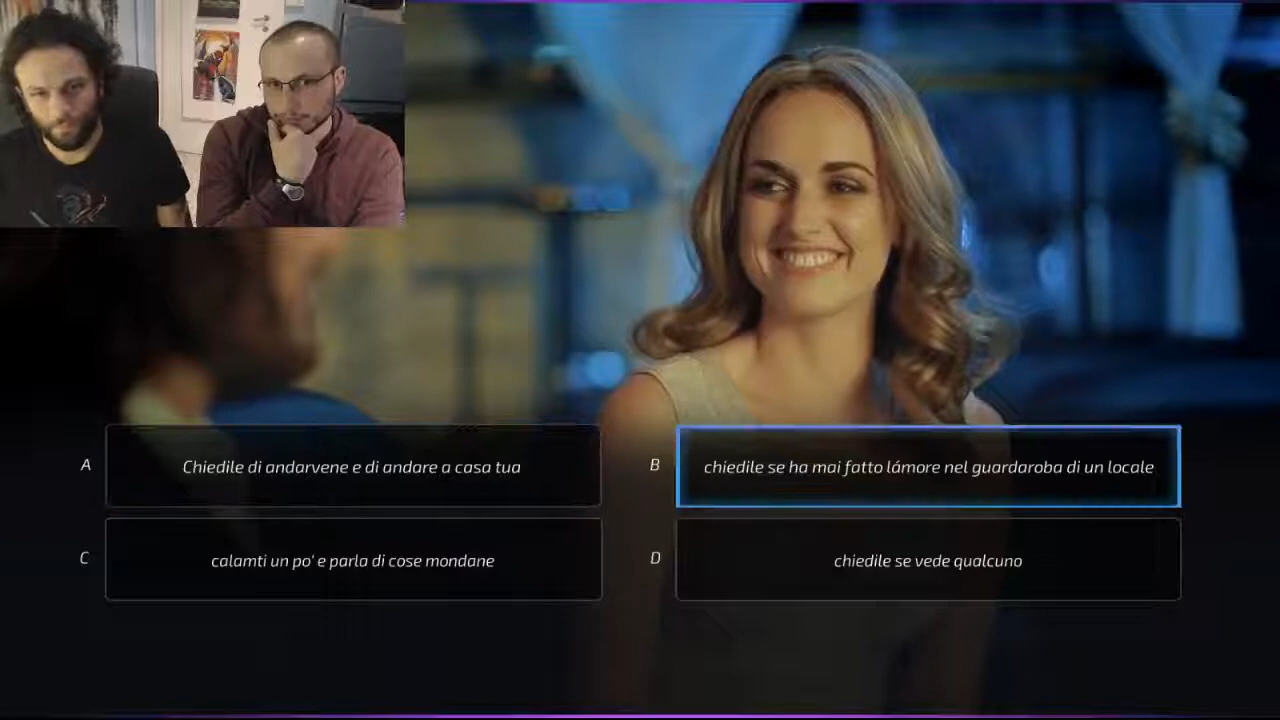 A
Chiedile di andarvene e di andare a casa tua
B
chiedile se ha mai fatto lámore nel guardaroba di un locale
C
calamti un po' e parla di cose mondane
D
chiedile se vede qualcuno